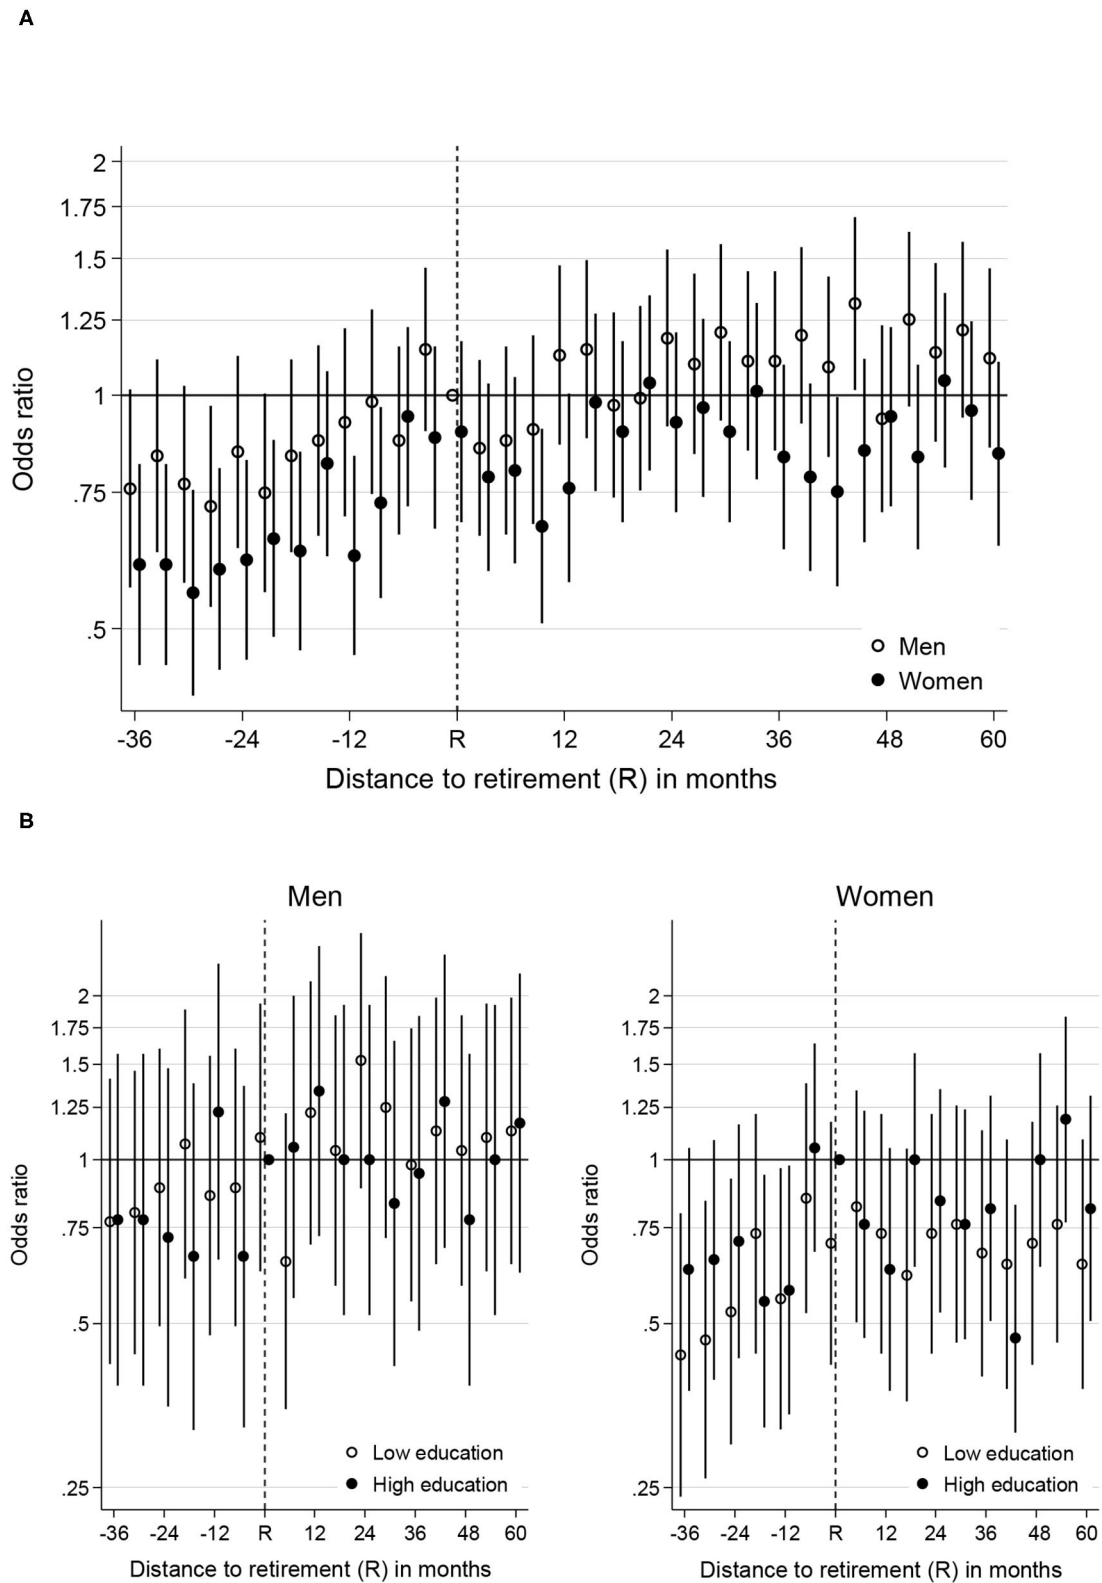 A
2
1.75
1.5
1.25
1
.75
.5
Odds ratio
Men
Women
-36 -24 -12 R 12 24 36 48 60
Distance to retirement (R) in months
B
Men
2
1.75
1.5
1.25
1
.75
.5
.25
Odds ratio
Low education
High education
-36 -24 -12 R 12 24 36 48 60
Distance to retirement (R) in months
Women
2
1.75
1.5
1.25
1
.75
.5
.25
Odds ratio
Low education
High education
-36 -24 -12 R 12 24 36 48 60
Distance to retirement (R) in months